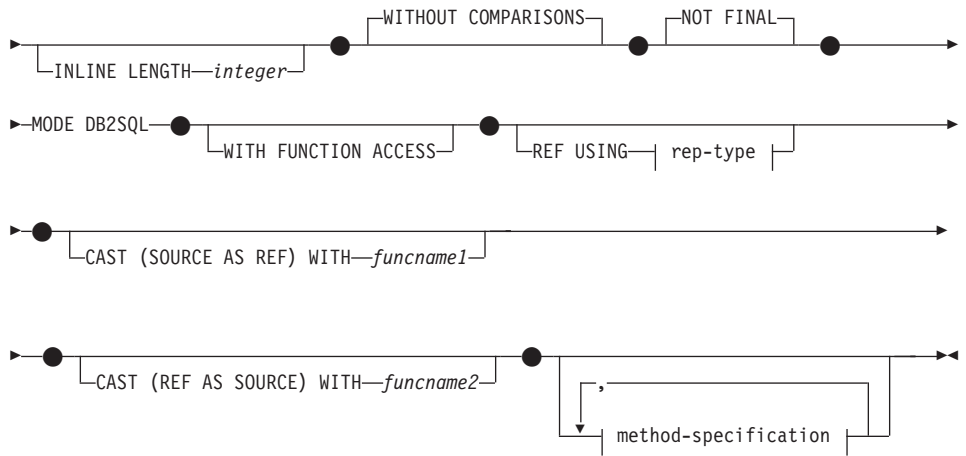 WITHOUT COMPARISONS NOT FINAL
INLINE LENGTH integer
MODE DB2SQL
WITH FUNCTION ACCESS REF USING rep-type
CAST (SOURCE AS REF) WITH funcname1
CAST (REF AS SOURCE) WITH funcname2
,
method-specification